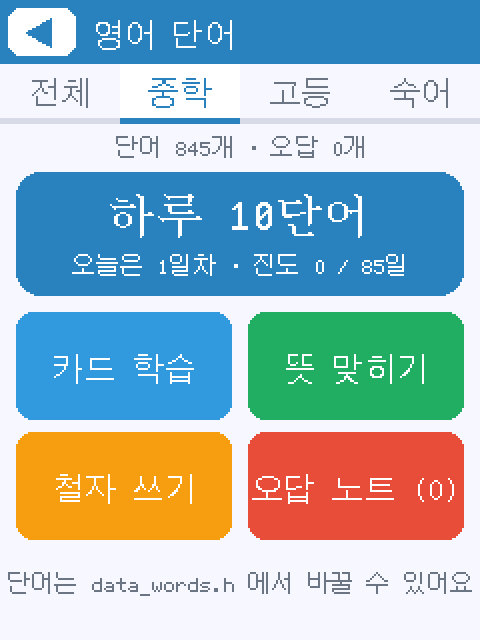 영어 단어
전체 중학 고등 숙어
단어 845개 · 오답 0개
하루 10단어
오늘은 1일차 · 진도 0 / 85일
카드 학습 뜻 맞히기
철자 쓰기 오답 노트 (0)
단어는 data_words.h 에서 바꿀 수 있어요